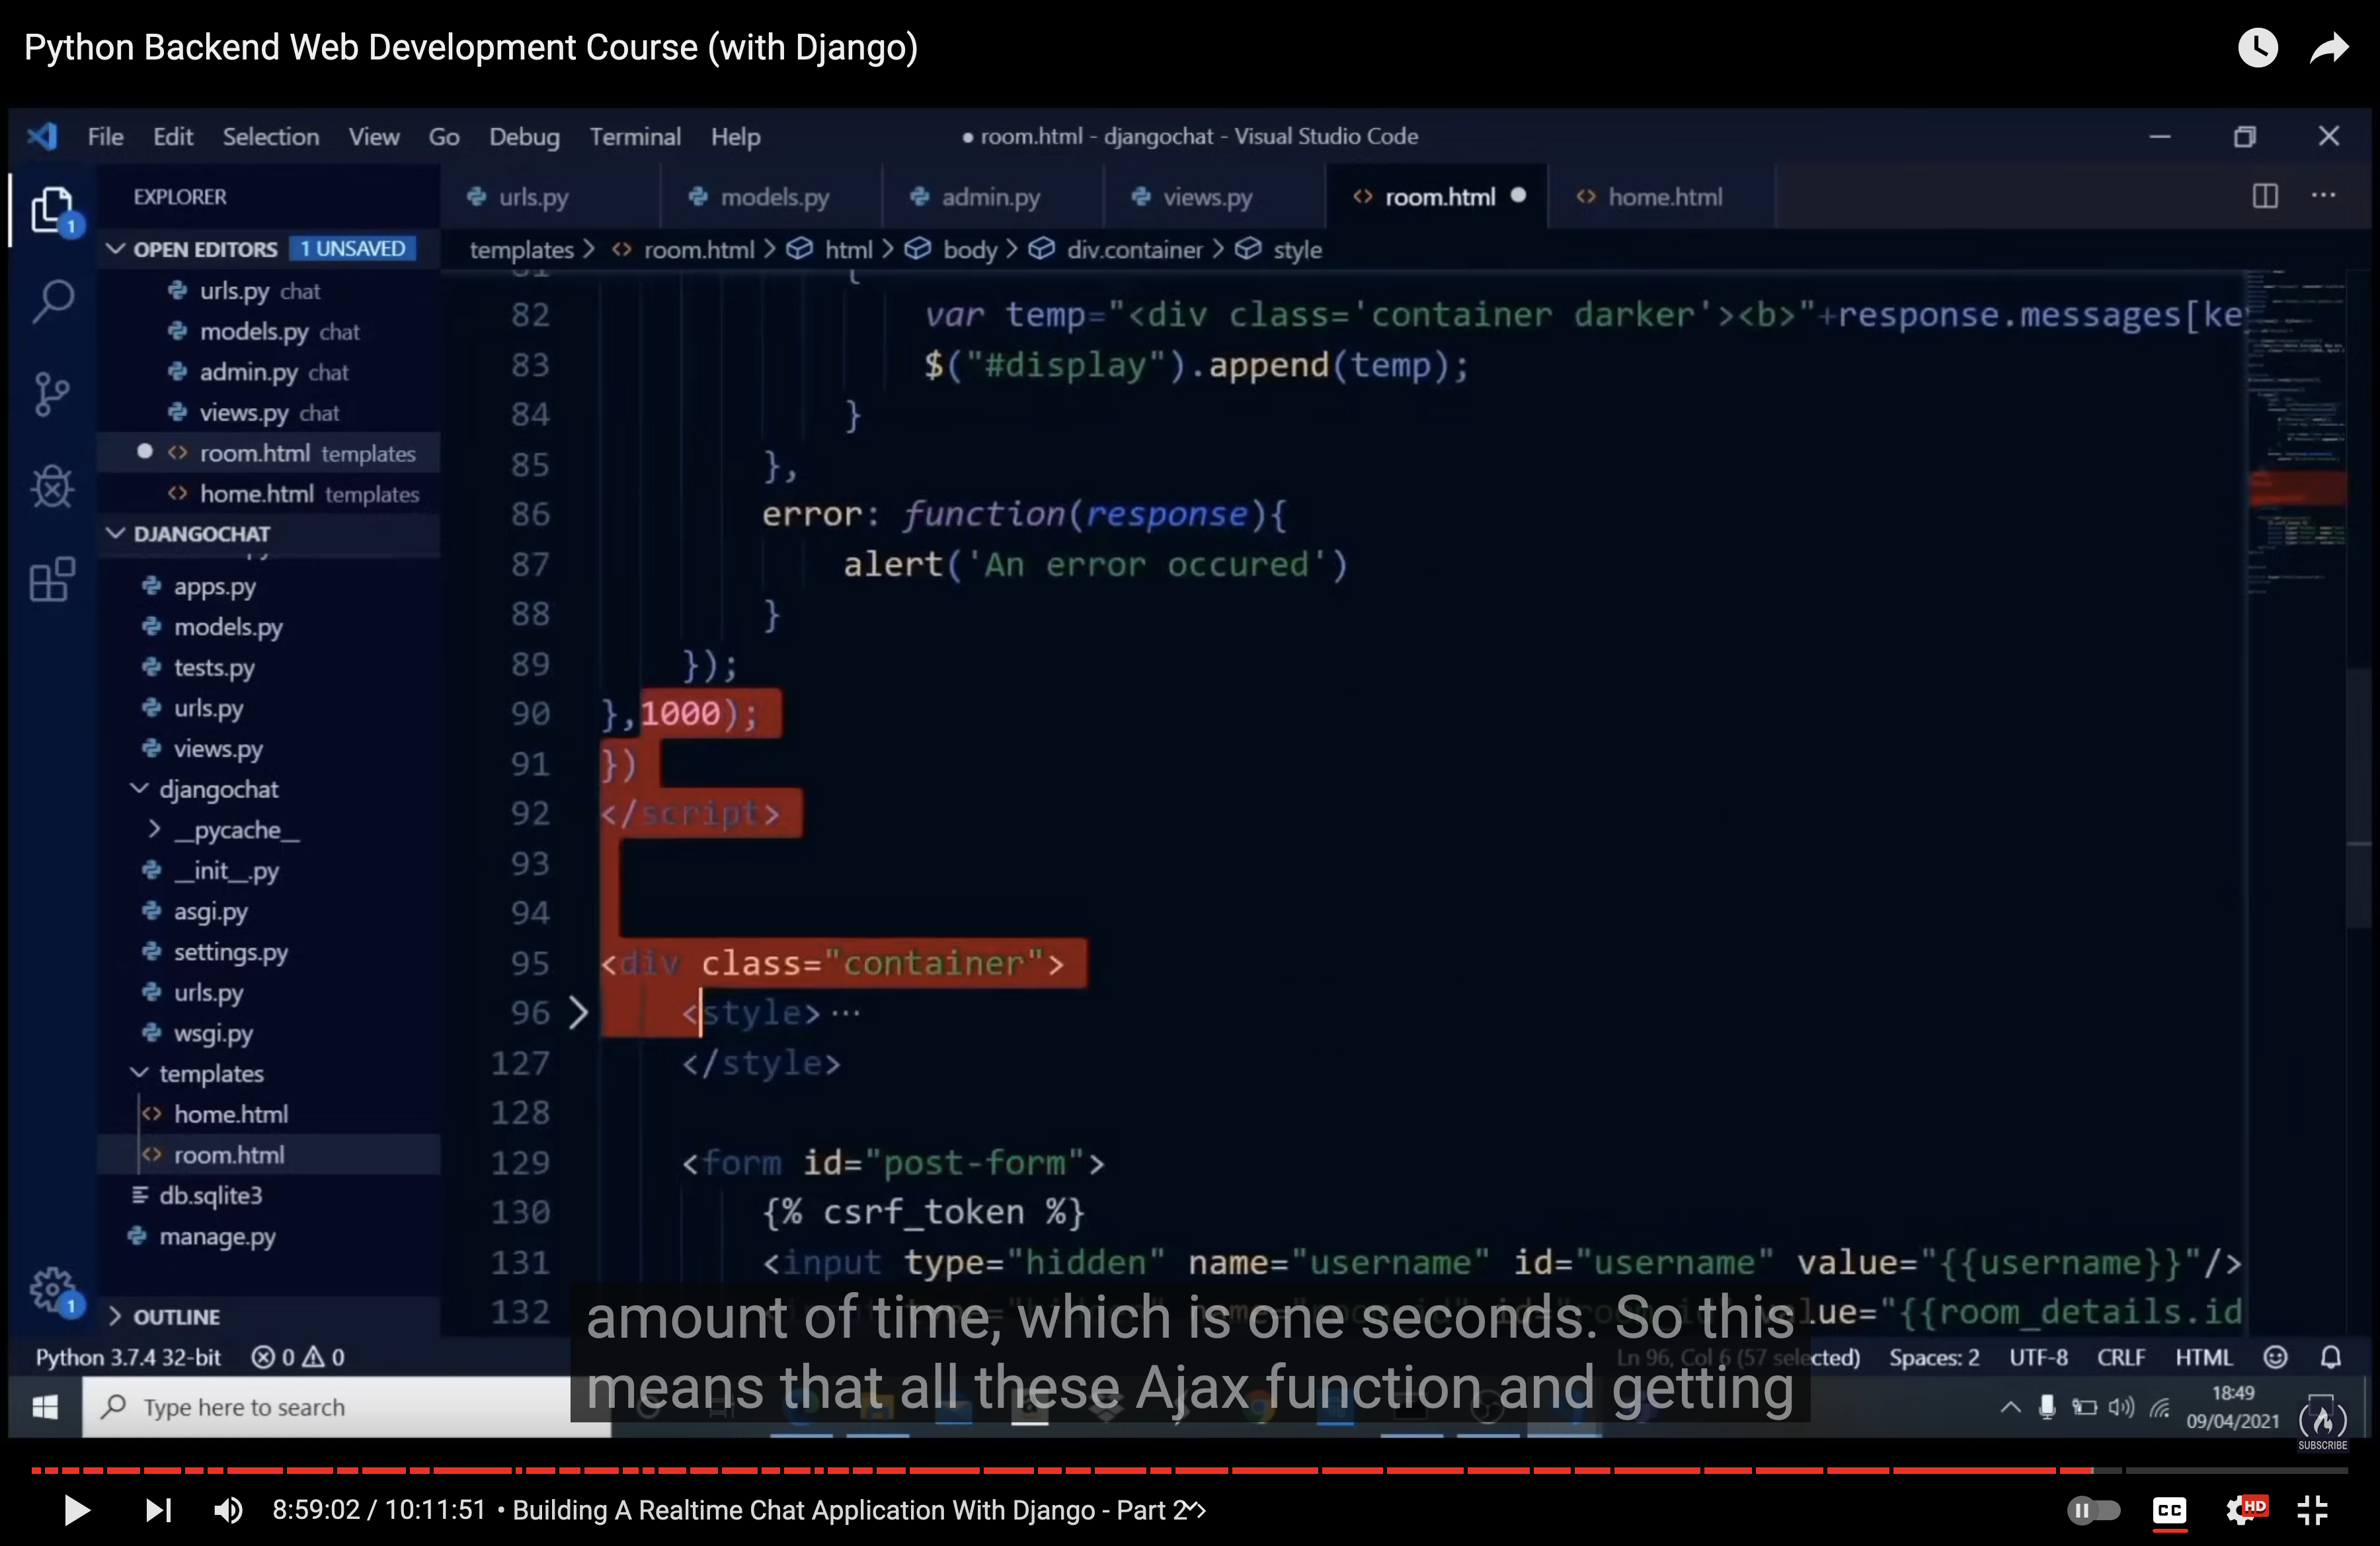 Python Backend Web Development Course (with Django)
File Edit Selection View Go Debug Terminal Help
● room.html - djangochat - Visual Studio Code
EXPLORER
OPEN EDITORS 1 UNSAVED
urls.py chat
models.py chat
admin.py chat
views.py chat
room.html templates
home.html templates
DJANGOCHAT
apps.py
models.py
tests.py
urls.py
views.py
djangochat
__pycache__
__init__.py
asgi.py
settings.py
urls.py
wsgi.py
templates
home.html
room.html
db.sqlite3
manage.py
OUTLINE
1
1
urls.py models.py admin.py views.py room.html home.html
templates > room.html > html > body > div.container > style
81 {
82 var temp="<div class='container darker'><b>"+response.messages[ke
83 $("#display").append(temp);
84 }
85 },
86 error: function(response){
87 alert('An error occured')
88 }
89 });
90 },1000);
91 })
92 </script>
93
94
95 <div class="container">
96 <style>…
127 </style>
128
129 <form id="post-form">
130 {% csrf_token %}
131 <input type="hidden" name="username" id="username" value="{{username}}"/>
132 value="{{room_details.id
amount of time, which is one seconds. So this
means that all these Ajax function and getting
Python 3.7.4 32-bit 0 0
Ln 96, Col 6 (57 selected) Spaces: 2 UTF-8 CRLF HTML
Type here to search
18:49
09/04/2021
SUBSCRIBE
8:59:02 / 10:11:51 • Building A Realtime Chat Application With Django - Part 2
CC
HD